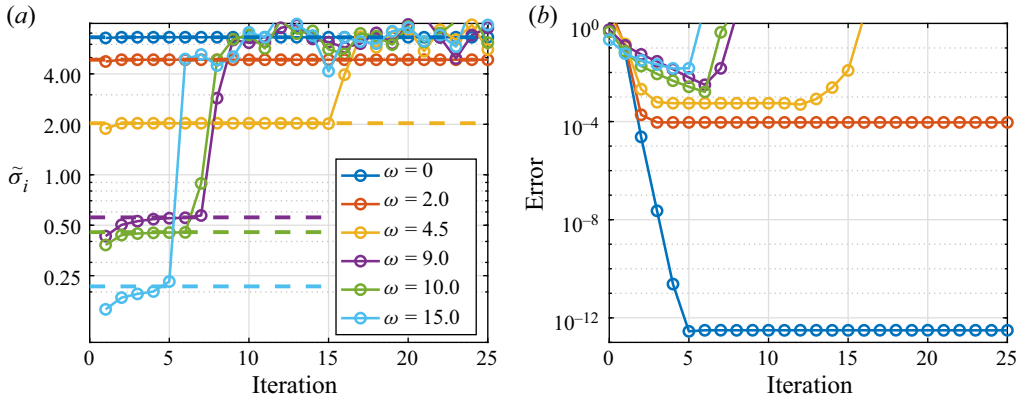 (a)
4.00
2.00
1.00
0.50
0.25
σ̃ᵢ
ω = 0
ω = 2.0
ω = 4.5
ω = 9.0
ω = 10.0
ω = 15.0
0 5 10 15 20 25
Iteration
(b)
10⁰
10⁻⁴
10⁻⁸
10⁻¹²
Error
0 5 10 15 20 25
Iteration